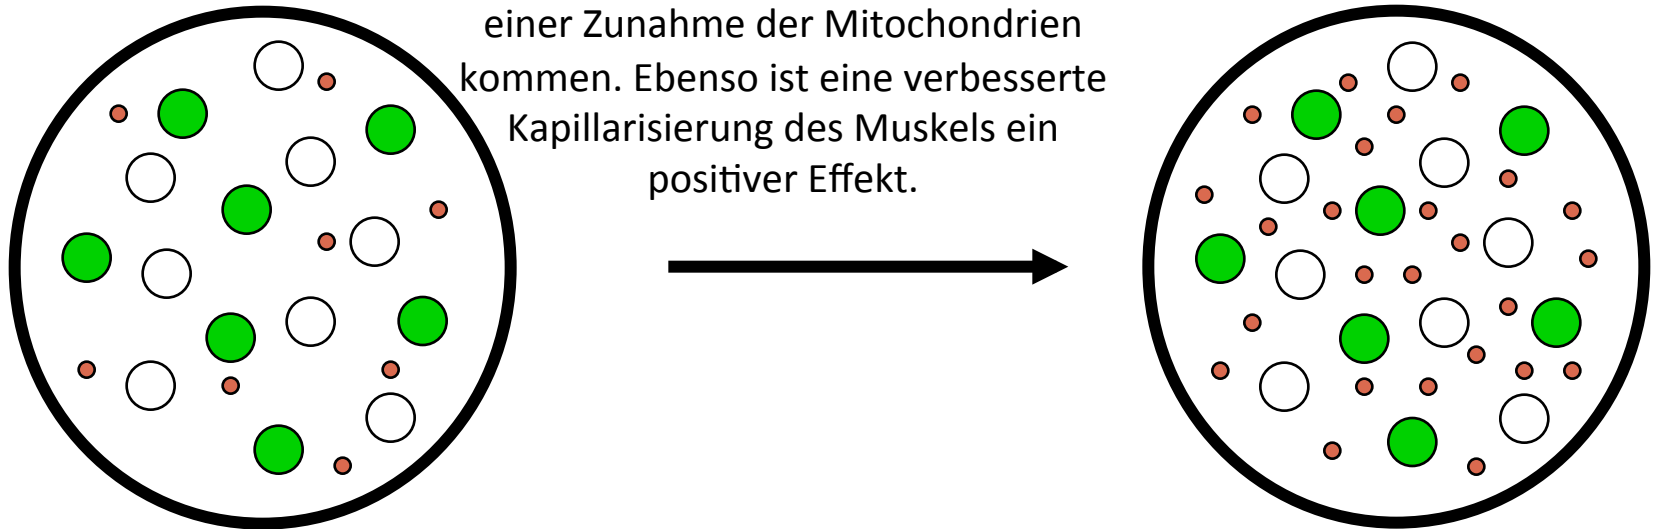 einer Zunahme der Mitochondrien
kommen. Ebenso ist eine verbesserte
Kapillarisierung des Muskels ein
positiver Effekt.